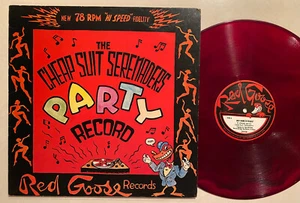 NEW 78 RPM "HI SPEED" FIDELITY
THE
CHEAP SUIT SERENADERS
PARTY
RECORD
Red Goose Records
Red Goose